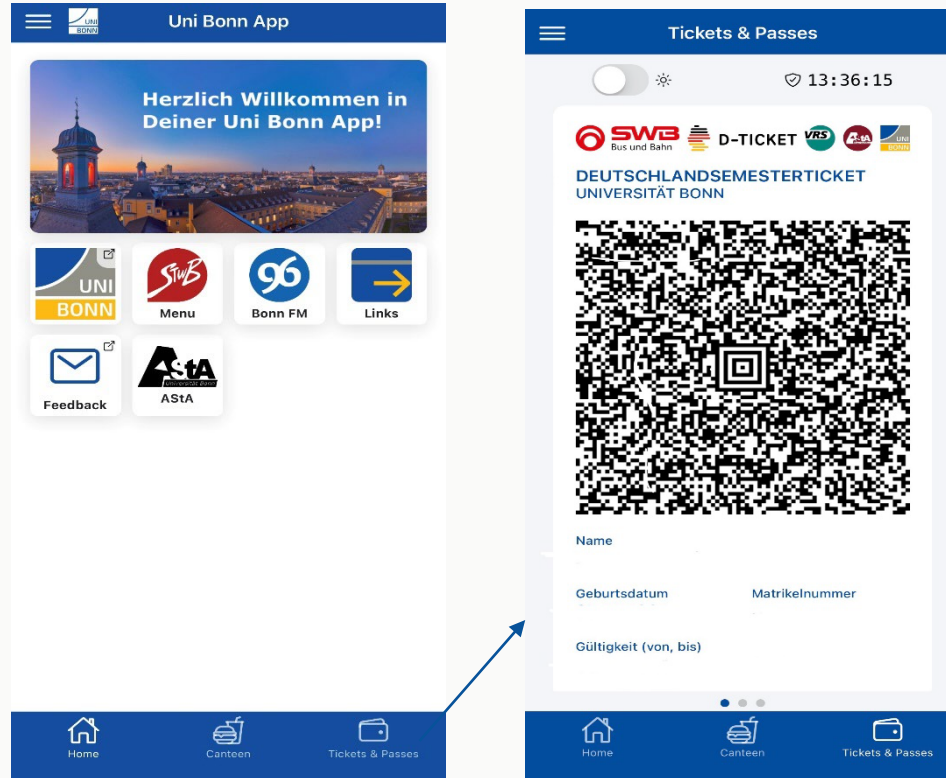 UNI
BONN
Uni Bonn App
Herzlich Willkommen in
Deiner Uni Bonn App!
UNI
BONN
StwB
Menu
96
Bonn FM
Links
Feedback
AStA
Universität Bonn
AStA
Home
Canteen
Tickets & Passes
Tickets & Passes
13:36:15
SWB
Bus und Bahn
D-TICKET
VRS
AStA
UNI
BONN
DEUTSCHLANDSEMESTERTICKET
UNIVERSITÄT BONN
Name
Geburtsdatum
Matrikelnummer
Gültigkeit (von, bis)
Home
Canteen
Tickets & Passes